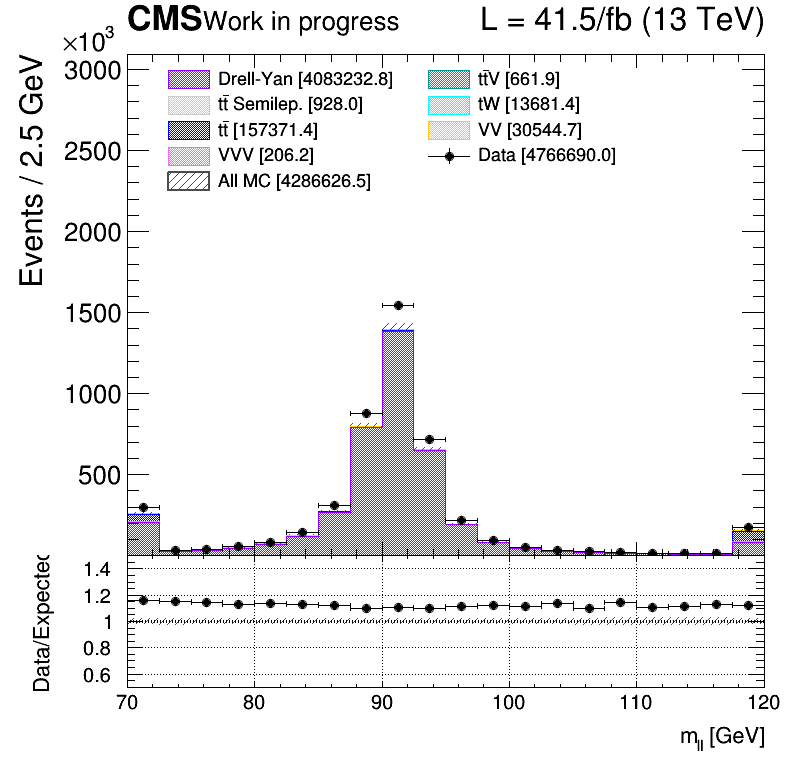 CMS Work in progress L = 41.5/fb (13 TeV)
×10³
Events / 2.5 GeV
3000
2500
2000
1500
1000
500
Drell-Yan [4083232.8]
tt̄ Semilep. [928.0]
tt̄ [157371.4]
VVV [206.2]
All MC [4286626.5]
tt̄V [661.9]
tW [13681.4]
VV [30544.7]
Data [4766690.0]
Data/Expected
1.4
1.2
1
0.8
0.6
70 80 90 100 110 120
m_ll [GeV]